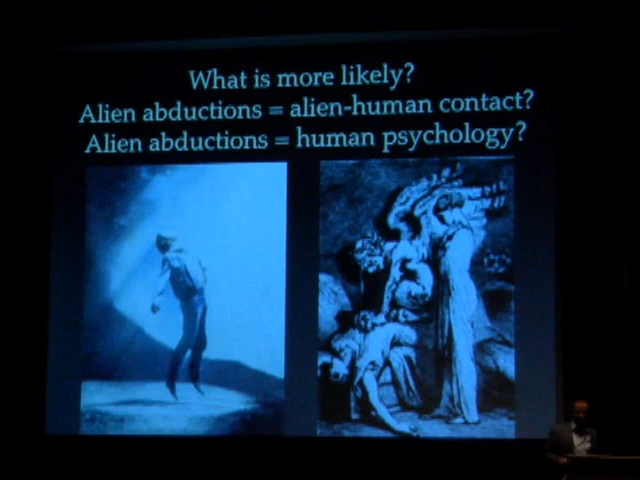 What is more likely?
Alien abductions = alien-human contact?
Alien abductions = human psychology?